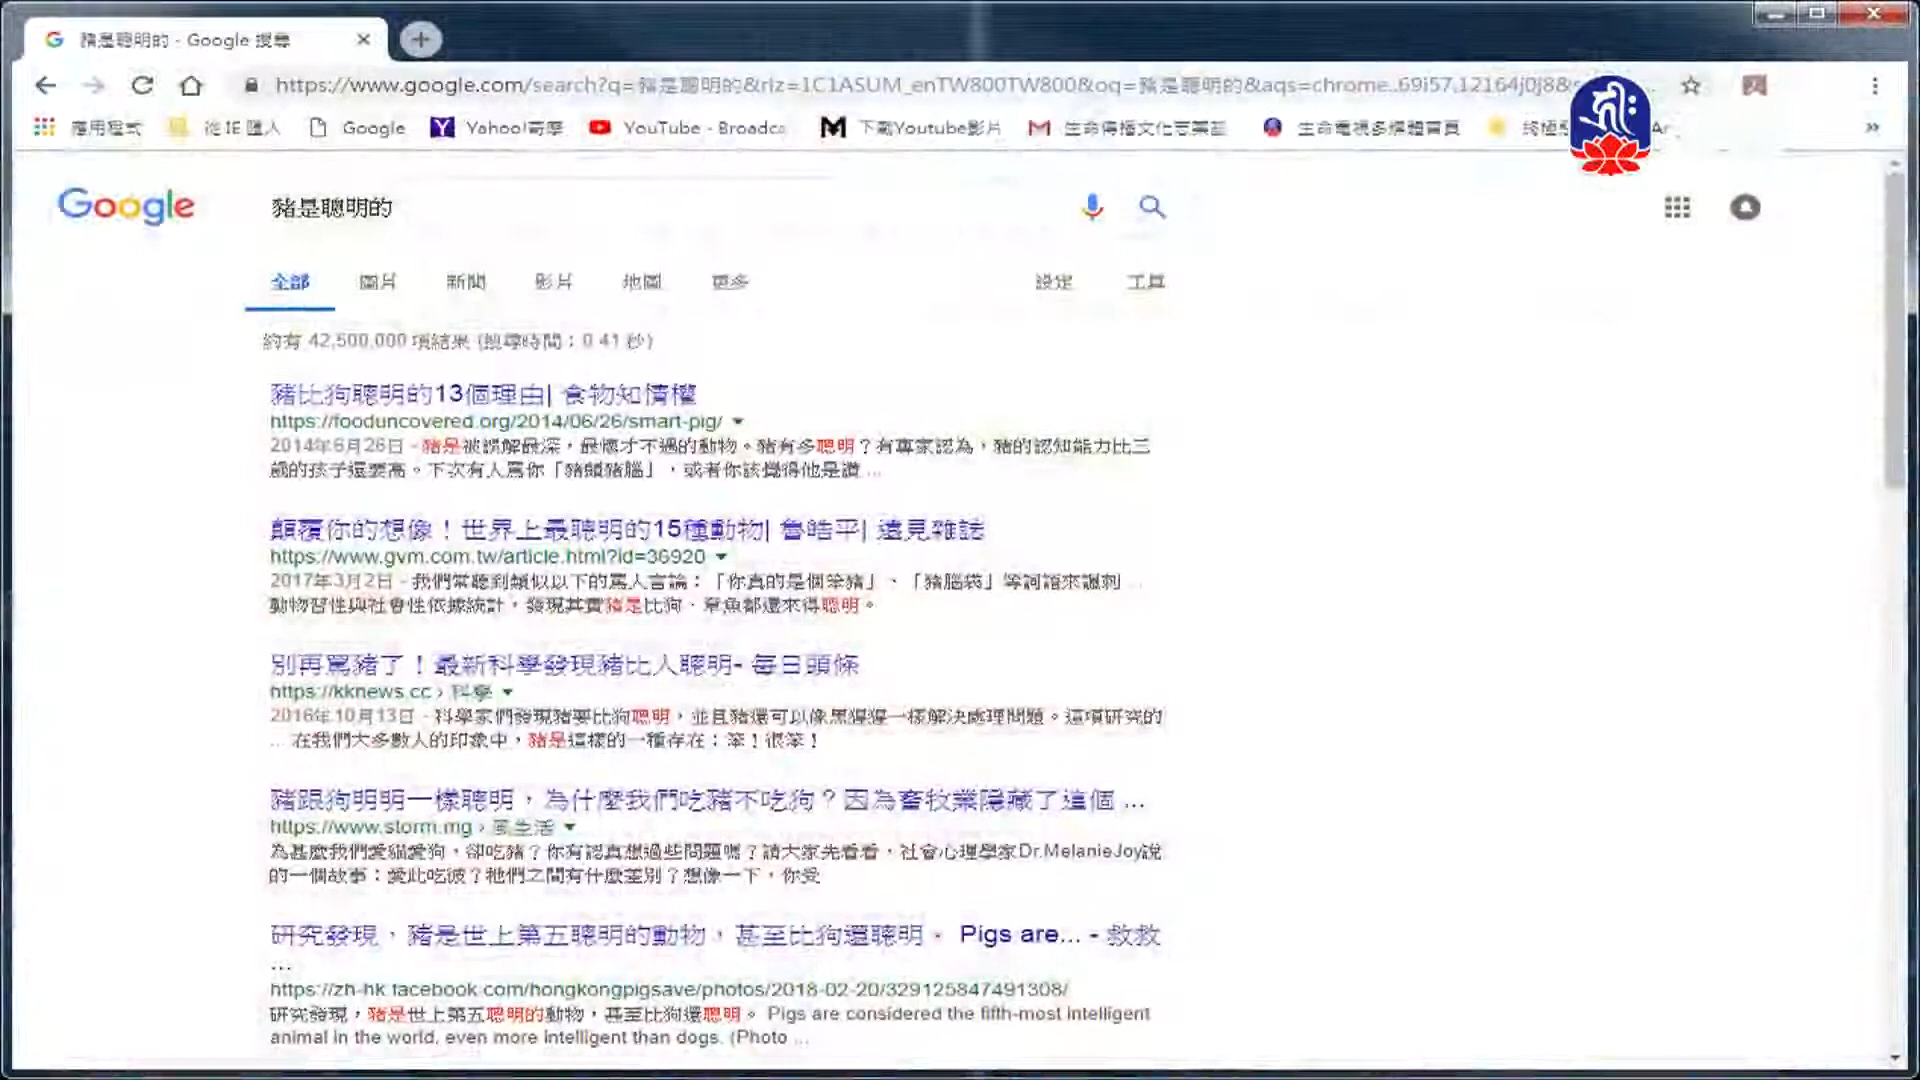 豬是聰明的 - Google 搜尋
https://www.google.com/search?q=豬是聰明的&rlz=1C1ASUM_enTW800TW800&oq=豬是聰明的&aqs=chrome..69i57.12164j0j8&s
應用程式 從 IE 匯入 Google Yahoo!奇摩 YouTube - Broadca 下載Youtube影片 生命傳播文化志業 生命電視多媒體首頁
Google 豬是聰明的
全部 圖片 新聞 影片 地圖 更多 設定 工具
約有 42,500,000 項結果 (搜尋時間:0.41 秒)
豬比狗聰明的13個理由| 食物知情權
https://fooduncovered.org/2014/06/26/smart-pig/
2014年6月26日 - 豬是被誤解最深,最懷才不遇的動物。豬有多聰明?有專家認為,豬的認知能力比三
歲的孩子還要高。下次有人罵你「豬頭豬腦」,或者你該覺得他是讚 ...
顛覆你的想像!世界上最聰明的15種動物| 魯皓平| 遠見雜誌
https://www.gvm.com.tw/article.html?id=36920
2017年3月2日 - 我們常聽到類似以下的罵人言論:「你真的是個笨豬」、「豬腦袋」等詞語來諷刺 ...
動物習性與社會性依據統計,發現其實豬是比狗、章魚都還來得聰明。
別再罵豬了!最新科學發現豬比人聰明- 每日頭條
https://kknews.cc › 科學
2016年10月13日 - 科學家們發現豬要比狗聰明,並且豬還可以像黑猩猩一樣解決處理問題。這項研究的
... 在我們大多數人的印象中,豬是這樣的一種存在:笨!很笨!
豬跟狗明明一樣聰明,為什麼我們吃豬不吃狗?因為畜牧業隱藏了這個 ...
https://www.storm.mg › 風生活
為甚麼我們愛貓愛狗,卻吃豬?你有認真想過些問題嗎?請大家先看看,社會心理學家Dr.MelanieJoy說
的一個故事:愛此吃彼?牠們之間有什麼差別?想像一下,你受
研究發現,豬是世上第五聰明的動物,甚至比狗還聰明。 Pigs are... - 救救
...
https://zh-hk.facebook.com/hongkongpigsave/photos/2018-02-20/329125847491308/
研究發現,豬是世上第五聰明的動物,甚至比狗還聰明。 Pigs are considered the fifth-most intelligent
animal in the world, even more intelligent than dogs. (Photo ...